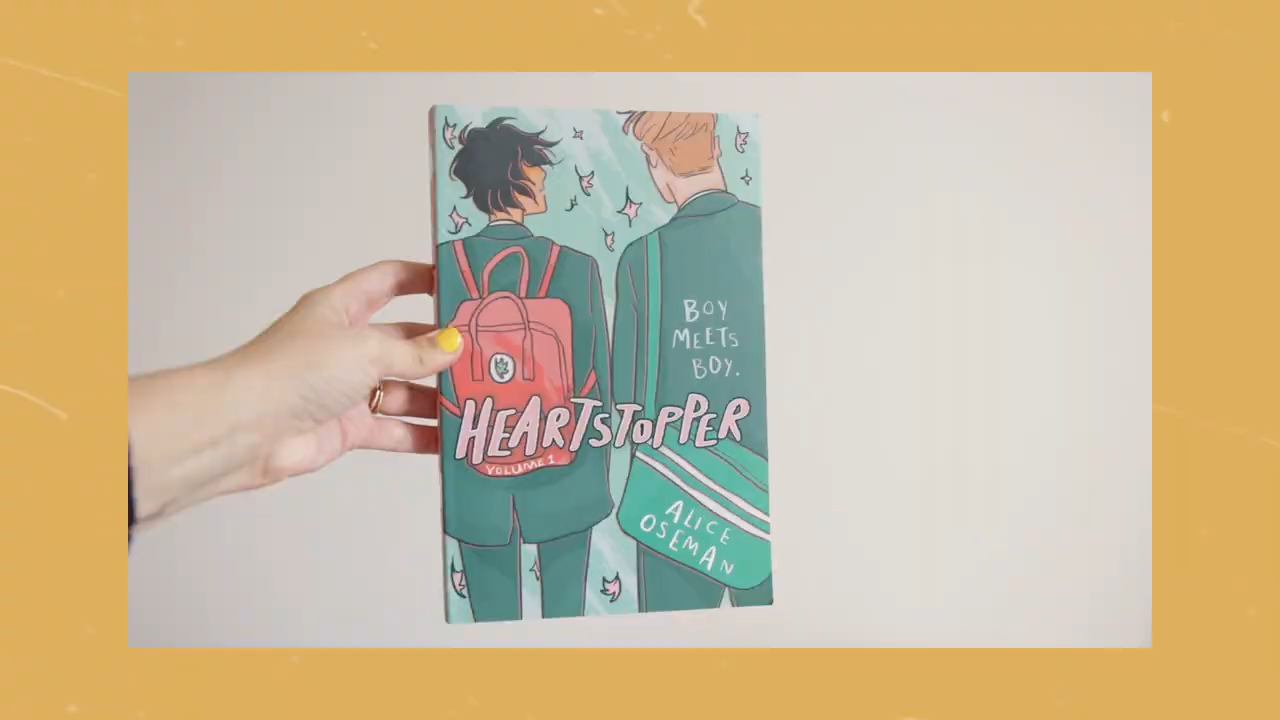 BOY
MEETS
BOY.
HEARTSTOPPER
VOLUME 1
ALICE
OSEMAN